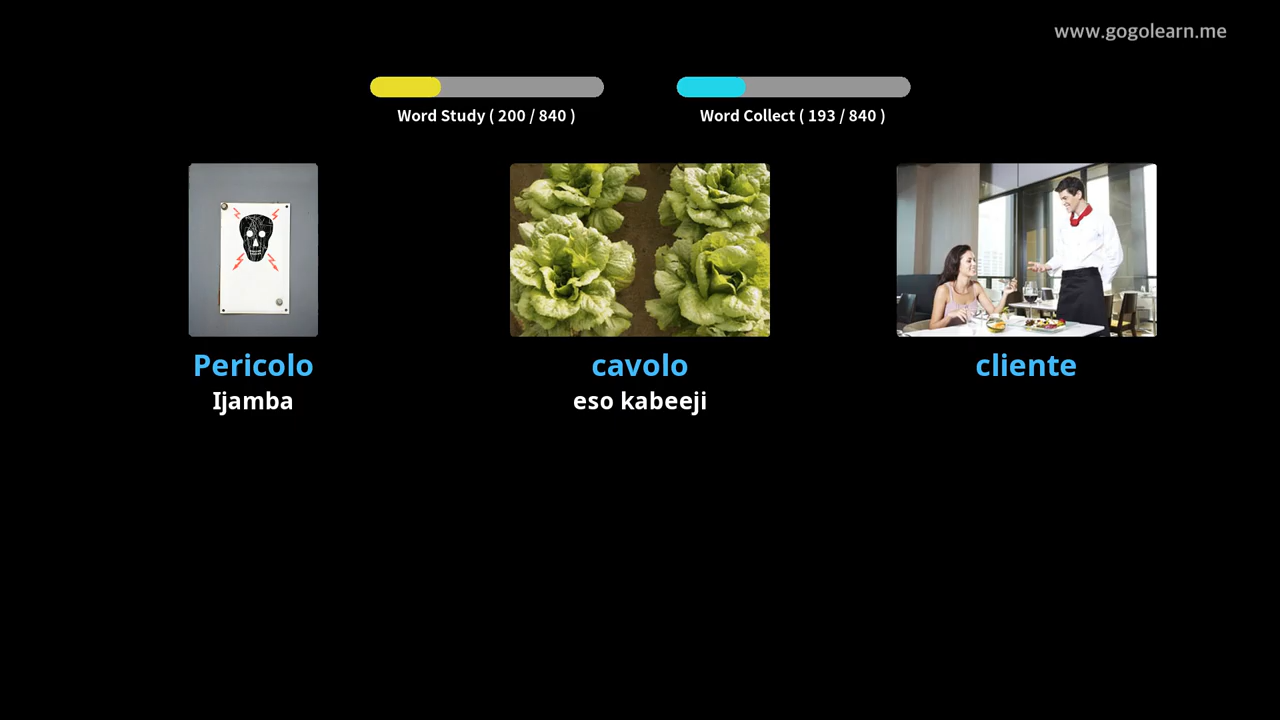 www.gogolearn.me
Word Study ( 200 / 840 )
Word Collect ( 193 / 840 )
Pericolo
Ijamba
cavolo
eso kabeeji
cliente